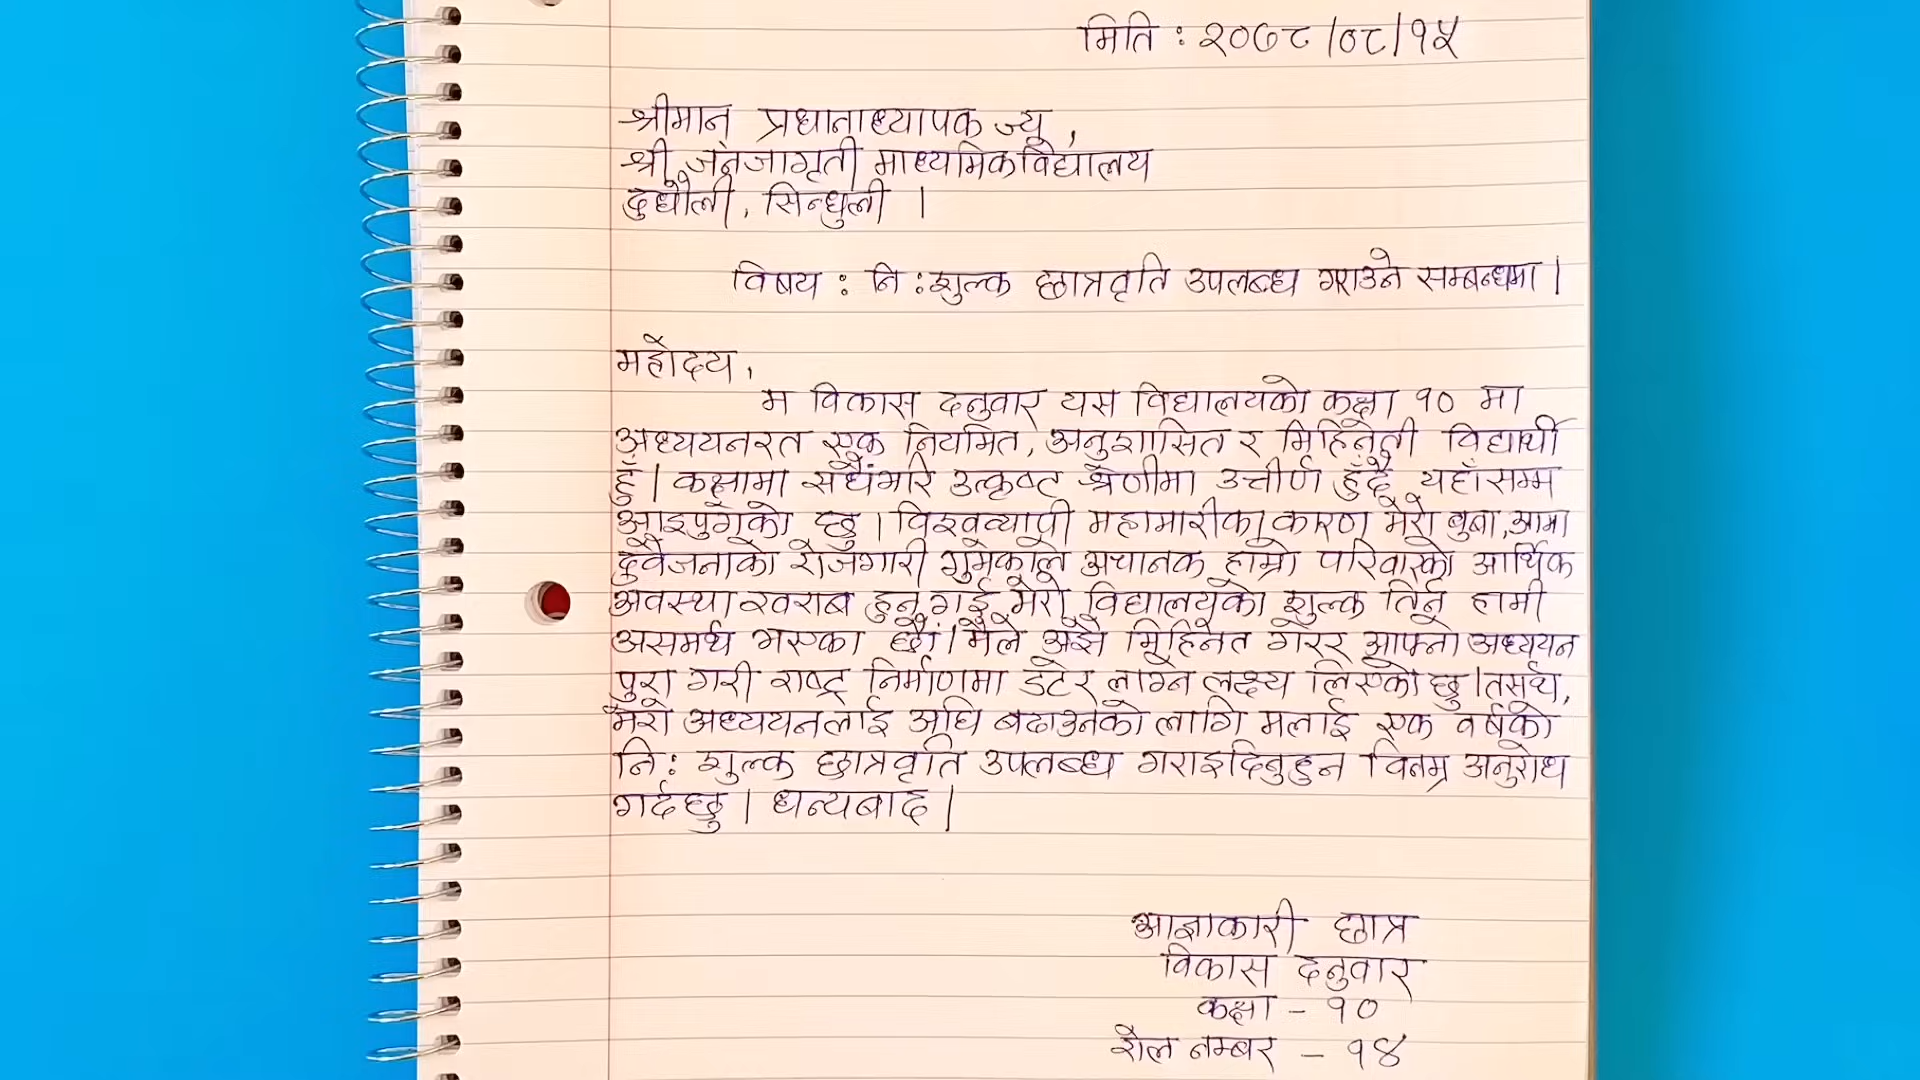 मिति : २०७८/०८/१५
श्रीमान् प्रधानाध्यापक ज्यू,
श्री जनजागृती माध्यमिक विद्यालय
दुधौली, सिन्धुली ।
विषय : नि :शुल्क छात्रवृति उपलब्ध गराउने सम्बन्धमा ।
महोदय,
म विकास दनुवार यस विद्यालयको कक्षा १० मा
अध्ययनरत एक नियमित, अनुशासित र मिहिनेती विद्यार्थी
हुँ । कक्षामा सधैंभरि उत्कृष्ट श्रेणीमा उत्तीर्ण हुँदै यहाँसम्म
आइपुगेको छु । विश्वव्यापी महामारीका कारण मेरो बुबा,आमा
दुवैजनाको रोजगारी गुमेकाले अचानक हाम्रो परिवारको आर्थिक
अवस्था खराब हुन गई मेरो विद्यालयको शुल्क तिर्न हामी
असमर्थ भएका छौं । मैले अझै मिहिनेत गरेर आफ्नो अध्ययन
पुरा गरी राष्ट्र निर्माणमा डटेर लाग्ने लक्ष्य लिएको छु ।तसर्थ,
मेरो अध्ययनलाई अघि बढाउनको लागि मलाई एक वर्षको
नि: शुल्क छात्रवृति उपलब्ध गराइदिनुहुन विनम्र अनुरोध
गर्दछु । धन्यबाद ।
आज्ञाकारी छात्र
विकास दनुवार
कक्षा - १०
रोल नम्बर - १४